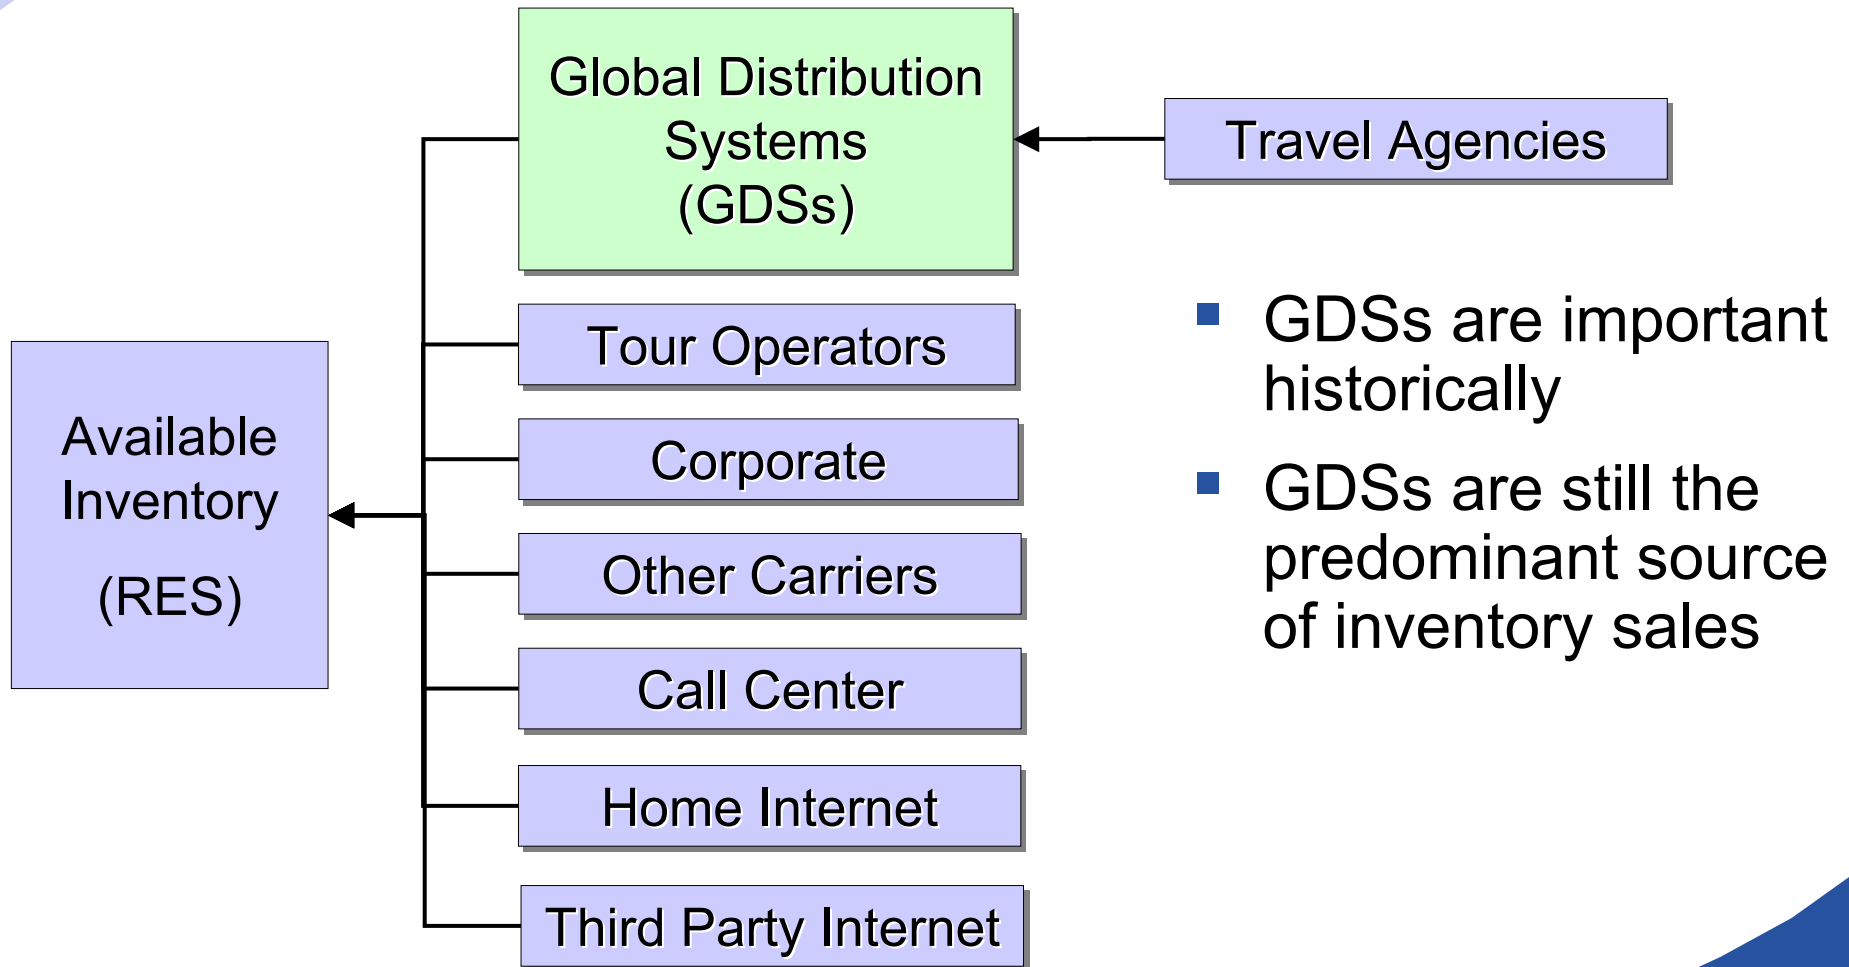 Global Distribution
Systems
(GDSs)
Travel Agencies
Tour Operators
Corporate
Other Carriers
Call Center
Home Internet
Third Party Internet
Available
Inventory
(RES)
GDSs are important
historically
GDSs are still the
predominant source
of inventory sales